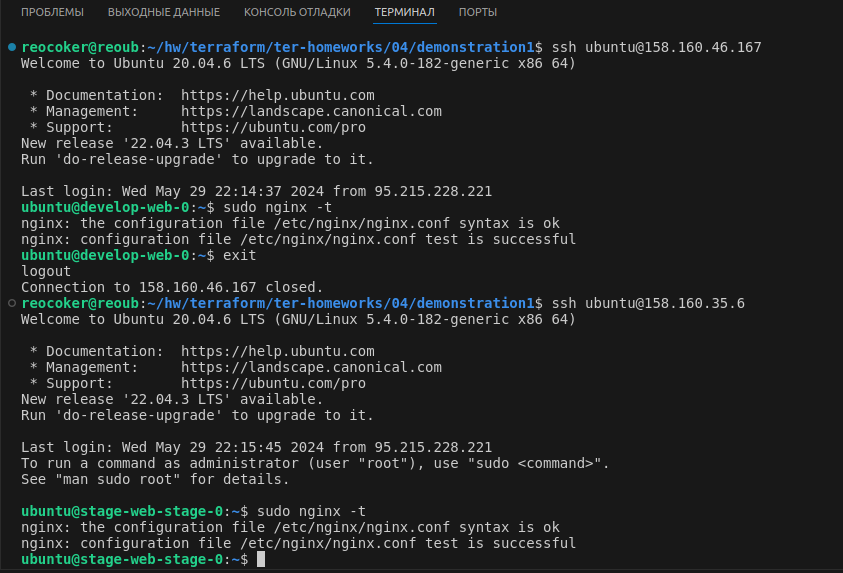 ПРОБЛЕМЫ ВЫХОДНЫЕ ДАННЫЕ КОНСОЛЬ ОТЛАДКИ ТЕРМИНАЛ ПОРТЫ
reocoker@reoub:~/hw/terraform/ter-homeworks/04/demonstration1$ ssh ubuntu@158.160.46.167
Welcome to Ubuntu 20.04.6 LTS (GNU/Linux 5.4.0-182-generic x86 64)
* Documentation:  https://help.ubuntu.com
* Management:     https://landscape.canonical.com
* Support:        https://ubuntu.com/pro
New release '22.04.3 LTS' available.
Run 'do-release-upgrade' to upgrade to it.
Last login: Wed May 29 22:14:37 2024 from 95.215.228.221
ubuntu@develop-web-0:~$ sudo nginx -t
nginx: the configuration file /etc/nginx/nginx.conf syntax is ok
nginx: configuration file /etc/nginx/nginx.conf test is successful
ubuntu@develop-web-0:~$ exit
logout
Connection to 158.160.46.167 closed.
reocoker@reoub:~/hw/terraform/ter-homeworks/04/demonstration1$ ssh ubuntu@158.160.35.6
Welcome to Ubuntu 20.04.6 LTS (GNU/Linux 5.4.0-182-generic x86 64)
* Documentation:  https://help.ubuntu.com
* Management:     https://landscape.canonical.com
* Support:        https://ubuntu.com/pro
New release '22.04.3 LTS' available.
Run 'do-release-upgrade' to upgrade to it.
Last login: Wed May 29 22:15:45 2024 from 95.215.228.221
To run a command as administrator (user "root"), use "sudo <command>".
See "man sudo root" for details.
ubuntu@stage-web-stage-0:~$ sudo nginx -t
nginx: the configuration file /etc/nginx/nginx.conf syntax is ok
nginx: configuration file /etc/nginx/nginx.conf test is successful
ubuntu@stage-web-stage-0:~$